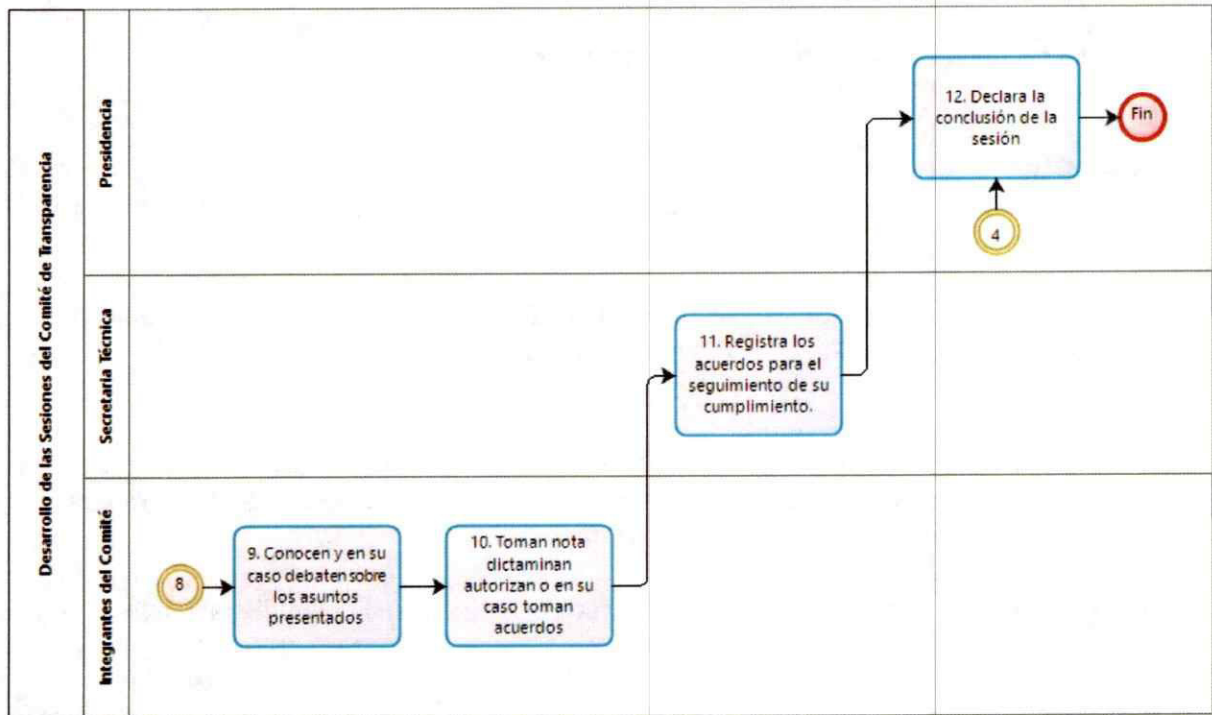 Desarrollo de las Sesiones del Comité de Transparencia
Presidencia
12. Declara la
conclusión de la
sesión
Fin
4
Secretaria Técnica
11. Registra los
acuerdos para el
seguimiento de su
cumplimiento.
Integrantes del Comité
8
9. Conocen y en su
caso debaten sobre
los asuntos
presentados
10. Toman nota
dictaminan
autorizan o en su
caso toman
acuerdos